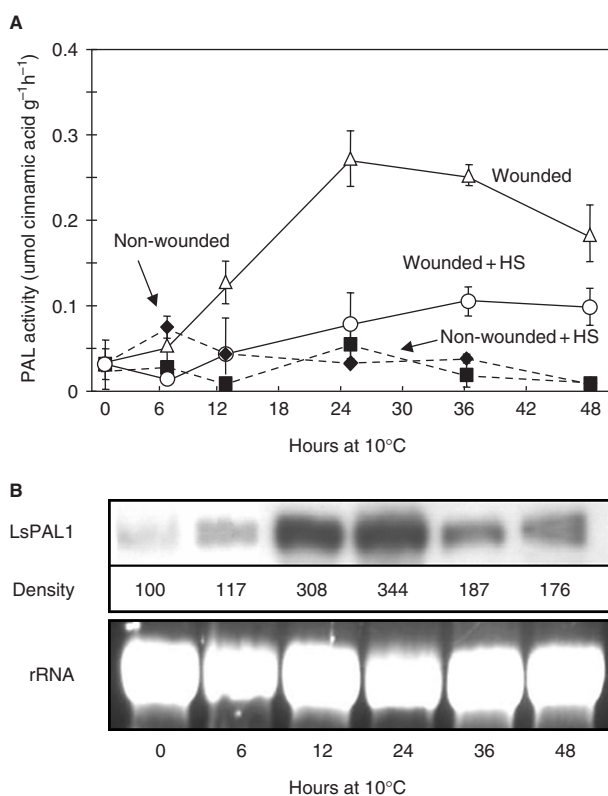 A
PAL activity (umol cinnamic acid g⁻¹h⁻¹)
0.4
0.3
0.2
0.1
0
Wounded
Non-wounded
Wounded + HS
Non-wounded + HS
0 6 12 18 24 30 36 42 48
Hours at 10°C
B
LsPAL1
Density 100 117 308 344 187 176
rRNA
0 6 12 24 36 48
Hours at 10°C